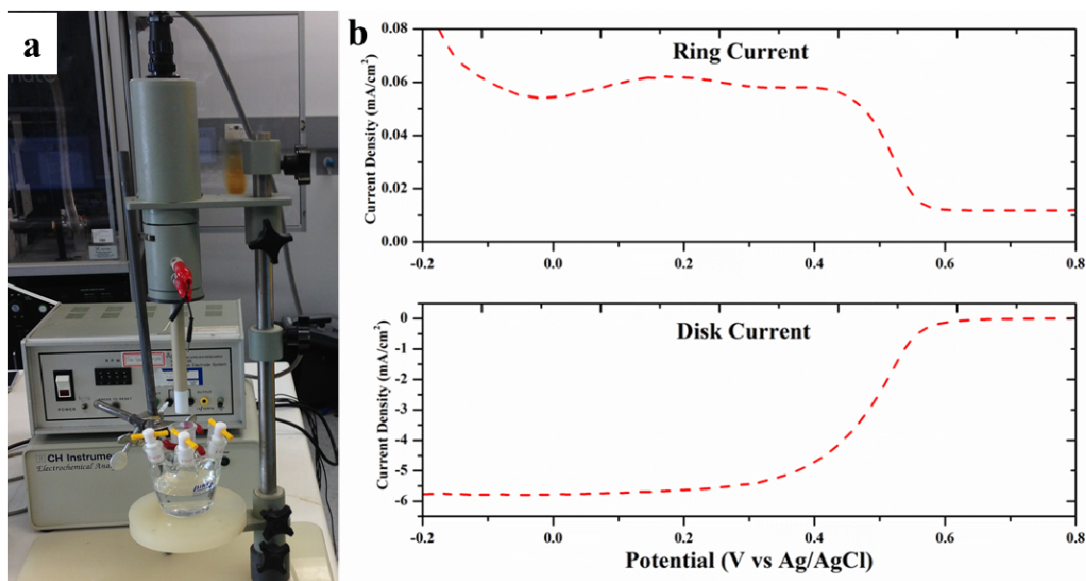 a
POWER
CH Instrume
Electrochemical Ana
b
Ring Current
Current Density (mA/cm²)
0.08
0.06
0.04
0.02
0.00
-0.2 0.0 0.2 0.4 0.6 0.8
Disk Current
Current Density (mA/cm²)
0
-1
-2
-3
-4
-5
-6
-0.2 0.0 0.2 0.4 0.6 0.8
Potential (V vs Ag/AgCl)